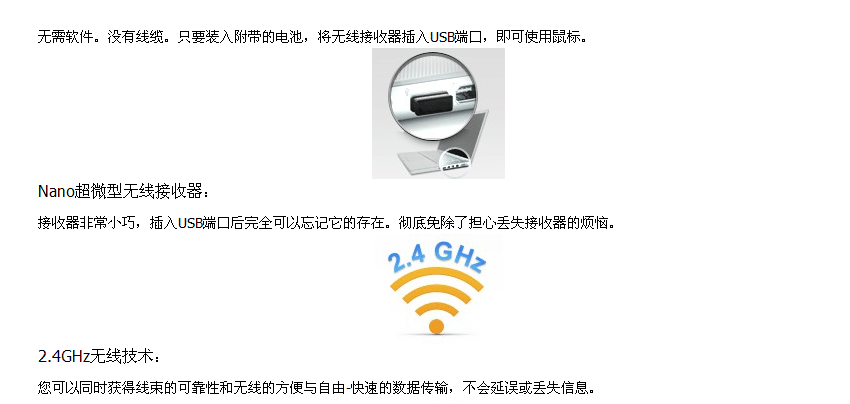 无需软件。没有线缆。只要装入附带的电池，将无线接收器插入USB端口，即可使用鼠标。
Nano超微型无线接收器：
接收器非常小巧，插入USB端口后完全可以忘记它的存在。彻底免除了担心丢失接收器的烦恼。
2.4 GHz
2.4GHz无线技术：
您可以同时获得线束的可靠性和无线的方便与自由-快速的数据传输，不会延误或丢失信息。